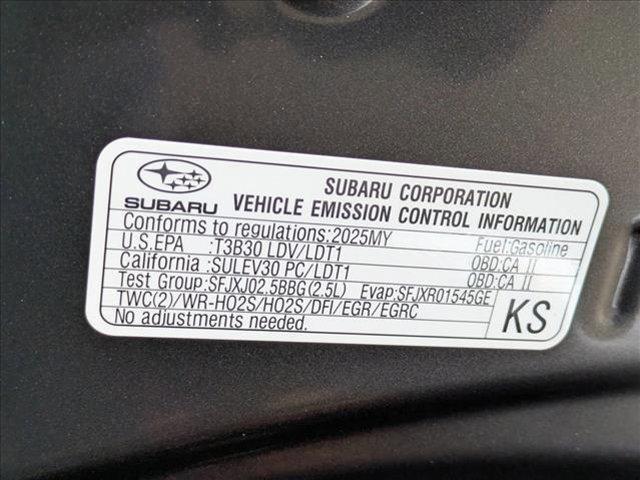 SUBARU
SUBARU CORPORATION
VEHICLE EMISSION CONTROL INFORMATION
Conforms to regulations:2025MY Fuel:Gasoline
U.S.EPA :T3B30 LDV/LDT1 OBD:CA II
California :SULEV30 PC/LDT1 OBD:CA II
Test Group:SFJXJ02.5BBG(2.5L) Evap:SFJXR01545GE
TWC(2)/WR-HO2S/HO2S/DFI/EGR/EGRC
No adjustments needed.
KS